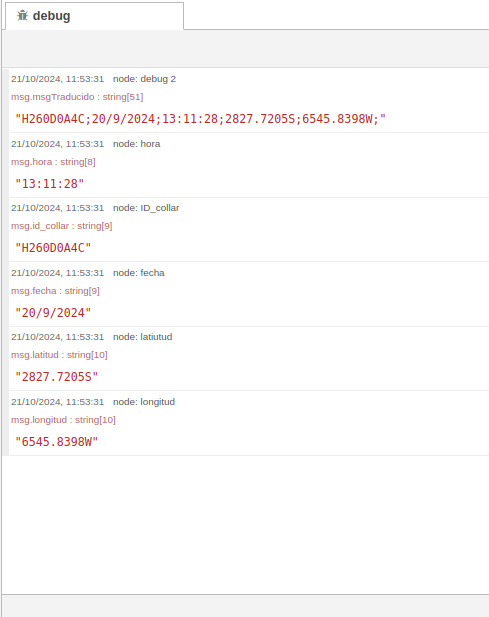 debug
21/10/2024, 11:53:31 node: debug 2
msg.msgTraducido : string[51]
"H260D0A4C;20/9/2024;13:11:28;2827.7205S;6545.8398W;"
21/10/2024, 11:53:31 node: hora
msg.hora : string[8]
"13:11:28"
21/10/2024, 11:53:31 node: ID_collar
msg.id_collar : string[9]
"H260D0A4C"
21/10/2024, 11:53:31 node: fecha
msg.fecha : string[9]
"20/9/2024"
21/10/2024, 11:53:31 node: latiutud
msg.latitud : string[10]
"2827.7205S"
21/10/2024, 11:53:31 node: longitud
msg.longitud : string[10]
"6545.8398W"